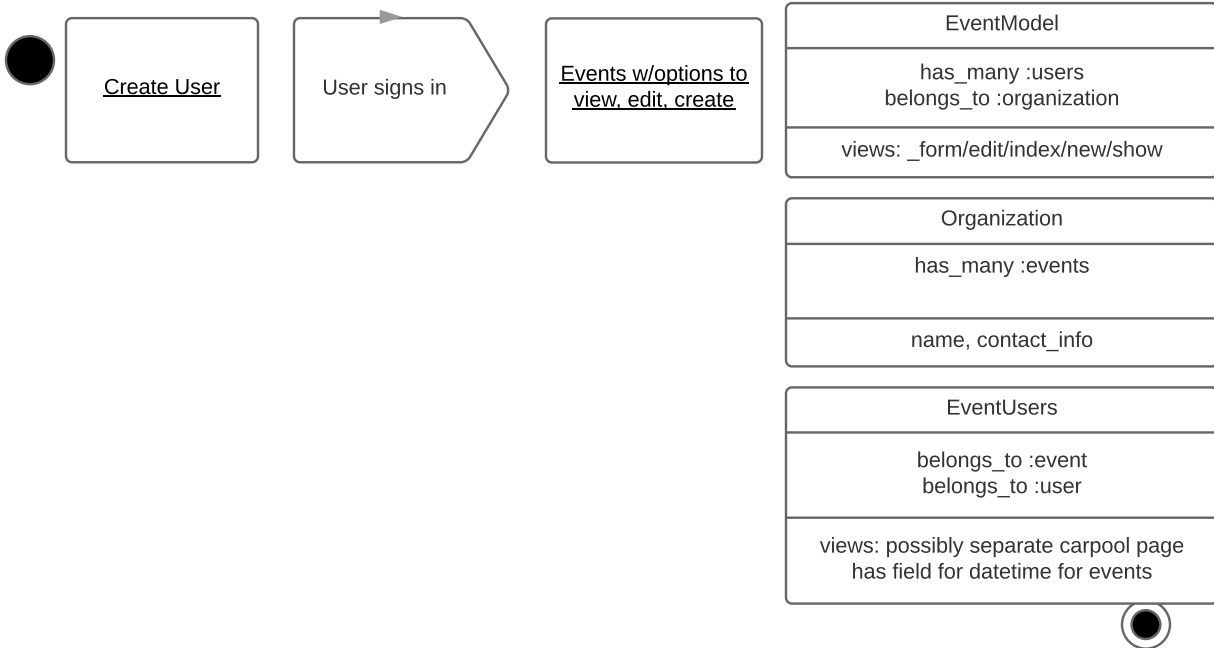 Create User
User signs in
Events w/options to
view, edit, create
EventModel
has_many :users
belongs_to :organization
views: _form/edit/index/new/show
Organization
has_many :events
name, contact_info
EventUsers
belongs_to :event
belongs_to :user
views: possibly separate carpool page
has field for datetime for events